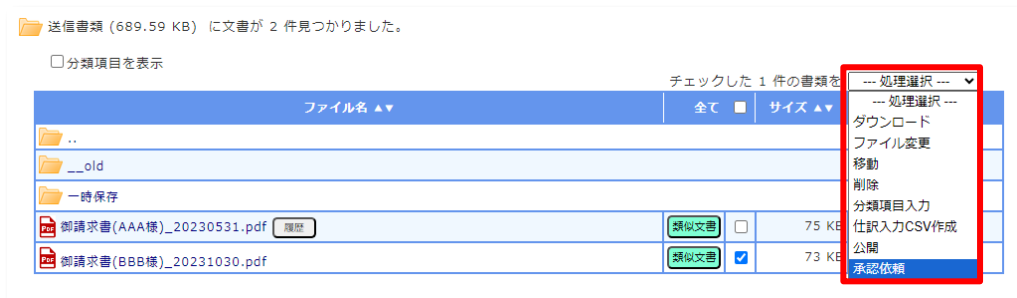 送信書類 (689.59 KB) に文書が 2 件見つかりました。
分類項目を表示
チェックした 1 件の書類を --- 処理選択 ---
ファイル名 ▲▼ 全て サイズ ▲▼
--- 処理選択 ---
ダウンロード
ファイル変更
移動
削除
分類項目入力
仕訳入力CSV作成
公開
承認依頼
..
__old
一時保存
御請求書(AAA様)_20230531.pdf 履歴 類似文書 75 KB
御請求書(BBB様)_20231030.pdf 類似文書 73 KB